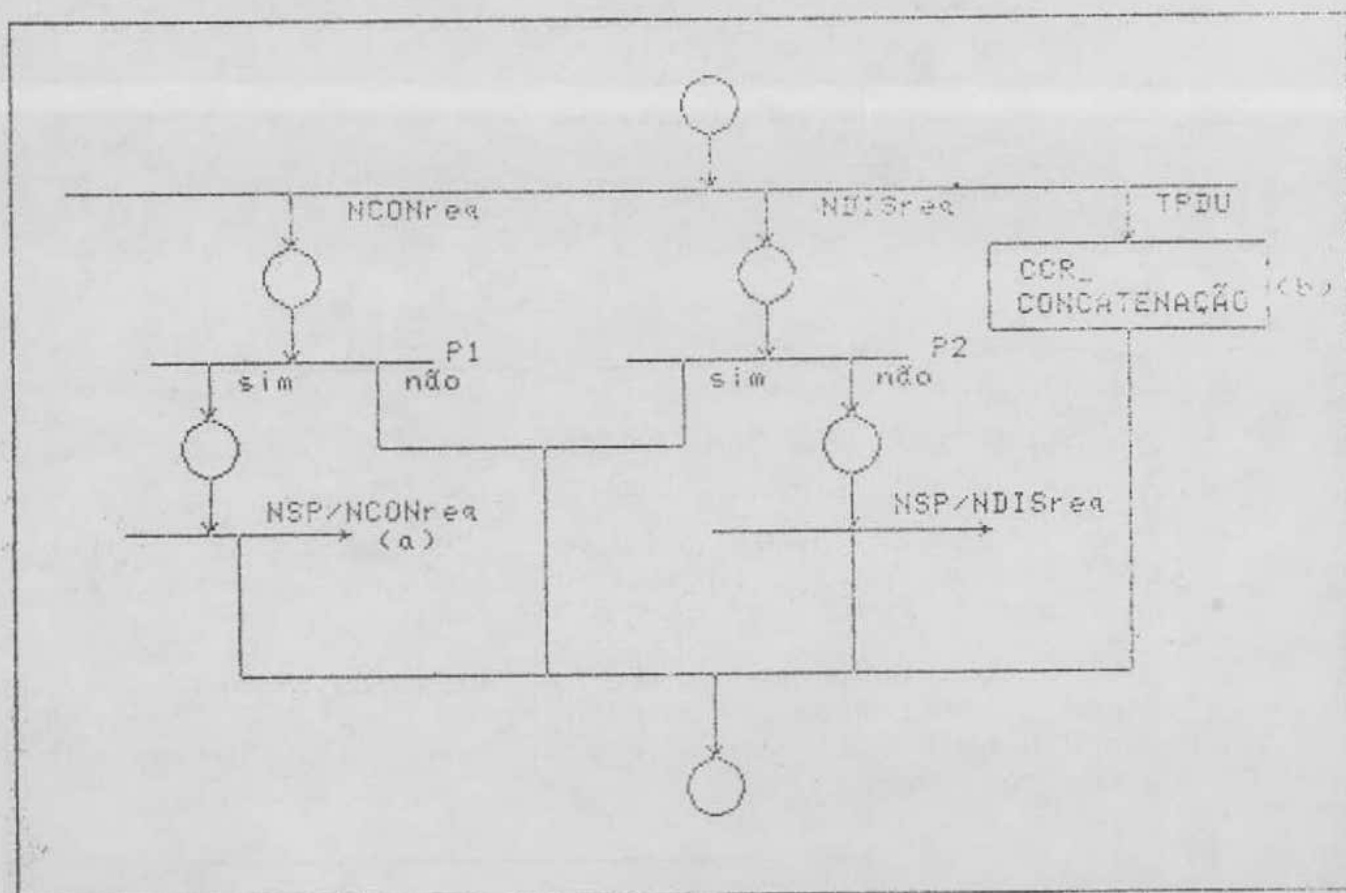 NCONreq
NDISreq
TPDU
CCR_
CONCATENAÇÃO
(b)
P1
sim
não
P2
sim
não
NSP/NCONreq
(a)
NSP/NDISreq